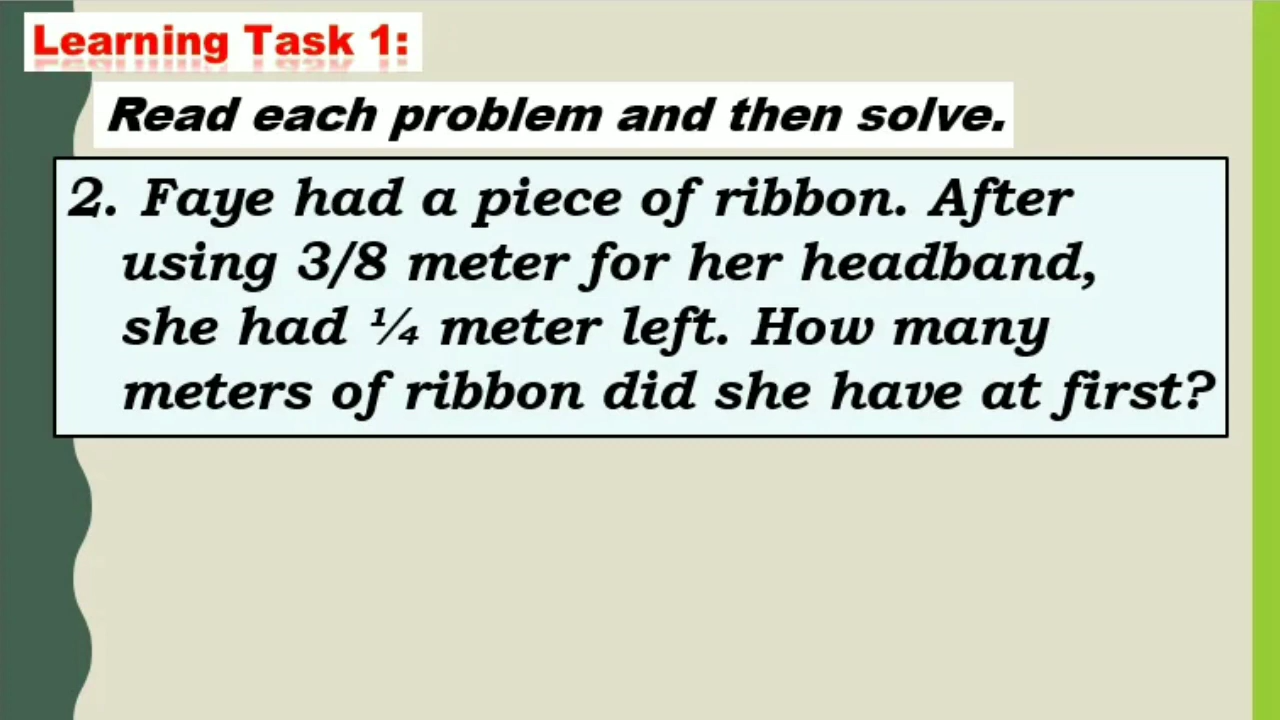 Learning Task 1:
Read each problem and then solve.
2. Faye had a piece of ribbon. After
using 3/8 meter for her headband,
she had ¼ meter left. How many
meters of ribbon did she have at first?